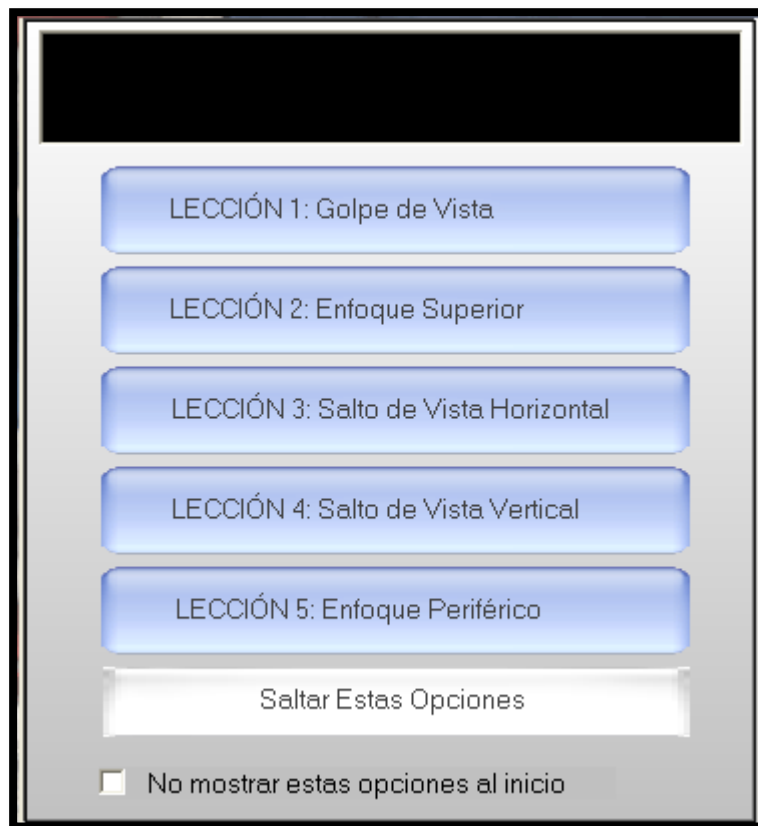 LECCIÓN 1: Golpe de Vista
LECCIÓN 2: Enfoque Superior
LECCIÓN 3: Salto de Vista Horizontal
LECCIÓN 4: Salto de Vista Vertical
LECCIÓN 5: Enfoque Periférico
Saltar Estas Opciones
No mostrar estas opciones al inicio